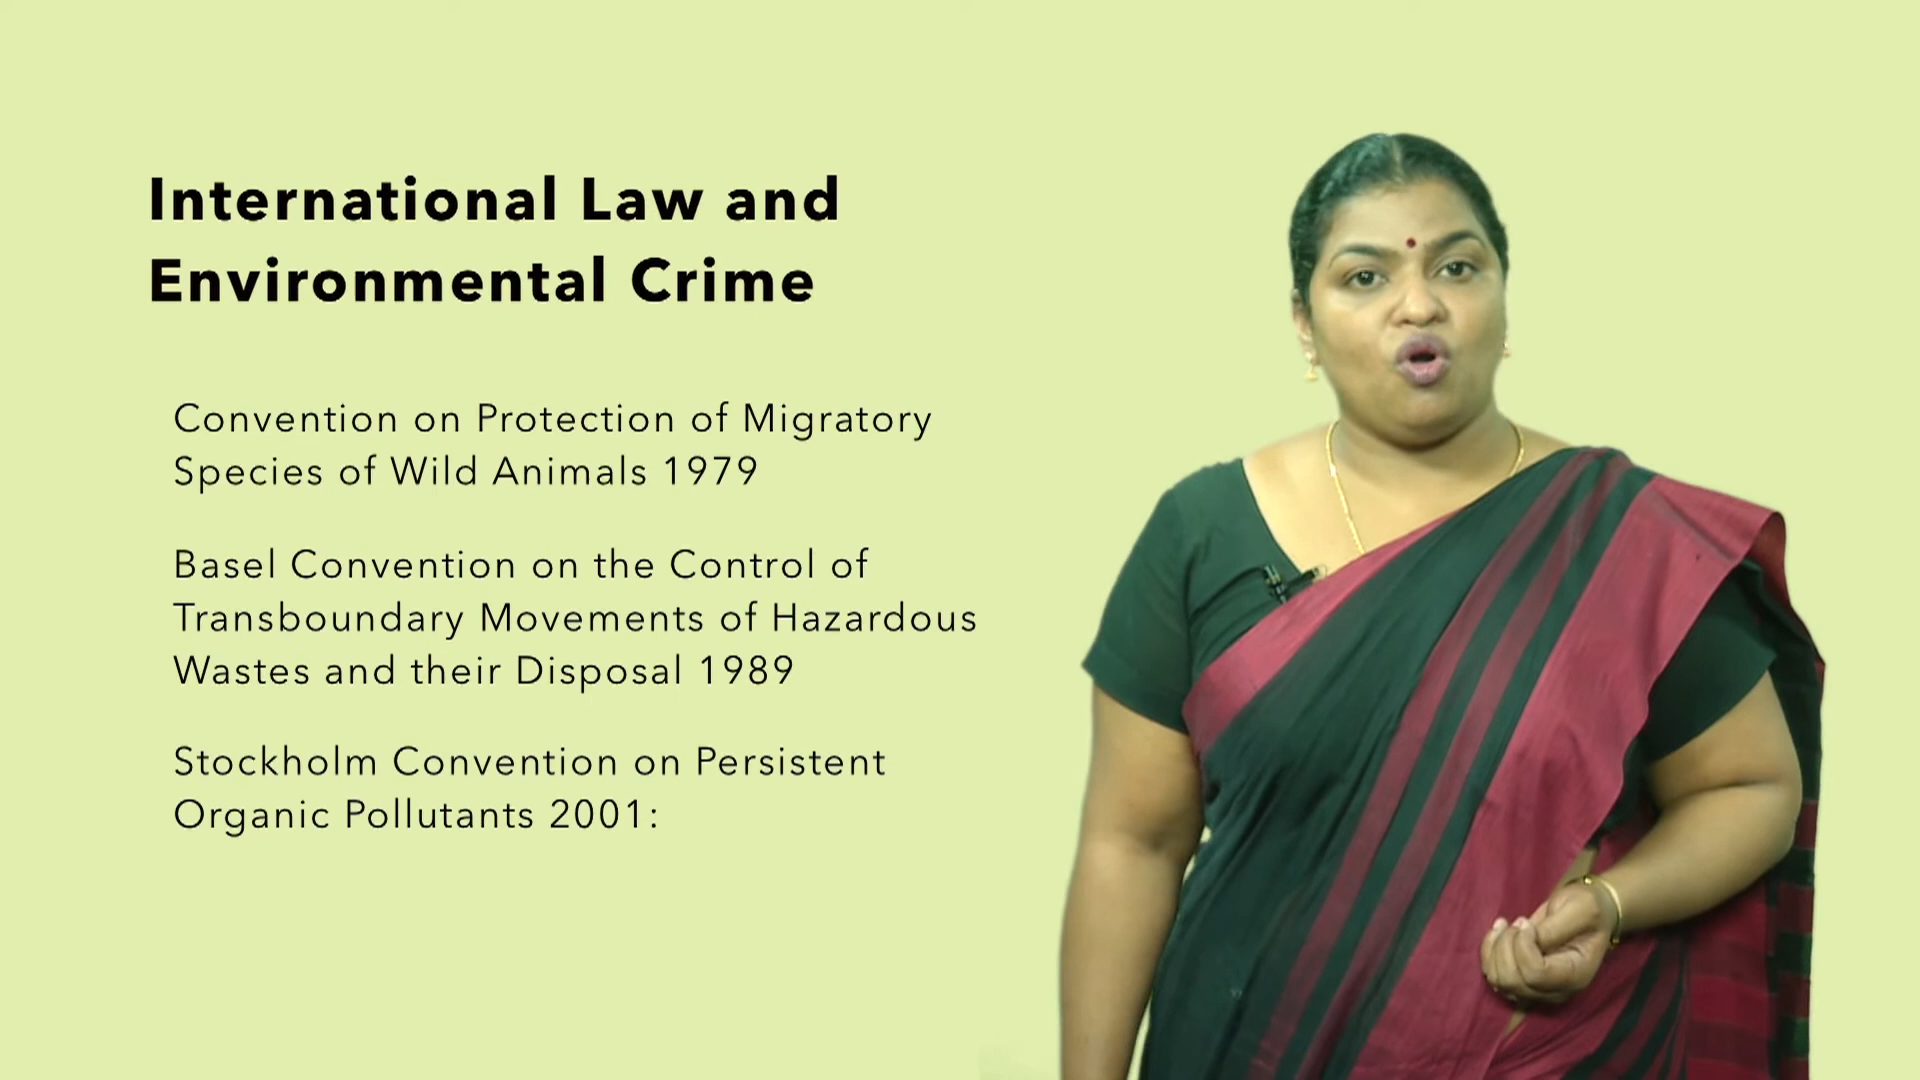 International Law and
Environmental Crime
Convention on Protection of Migratory
Species of Wild Animals 1979
Basel Convention on the Control of
Transboundary Movements of Hazardous
Wastes and their Disposal 1989
Stockholm Convention on Persistent
Organic Pollutants 2001: